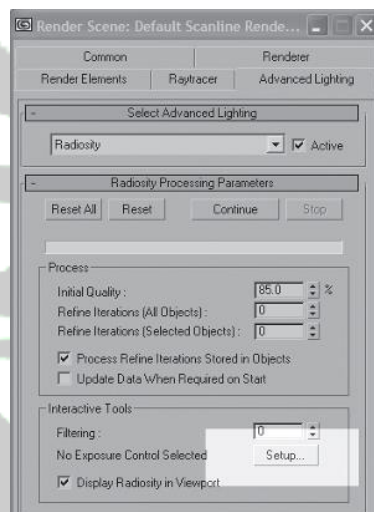 Render Scene: Default Scanline Rende...
Common Renderer
Render Elements Raytracer Advanced Lighting
- Select Advanced Lighting
Radiosity Active
- Radiosity Processing Parameters
Reset All Reset Continue Stop
Process
Initial Quality : 85.0 %
Refine Iterations (All Objects) : 0
Refine Iterations (Selected Objects) : 0
Process Refine Iterations Stored in Objects
Update Data When Required on Start
Interactive Tools
Filtering : 0
No Exposure Control Selected Setup...
Display Radiosity in Viewport